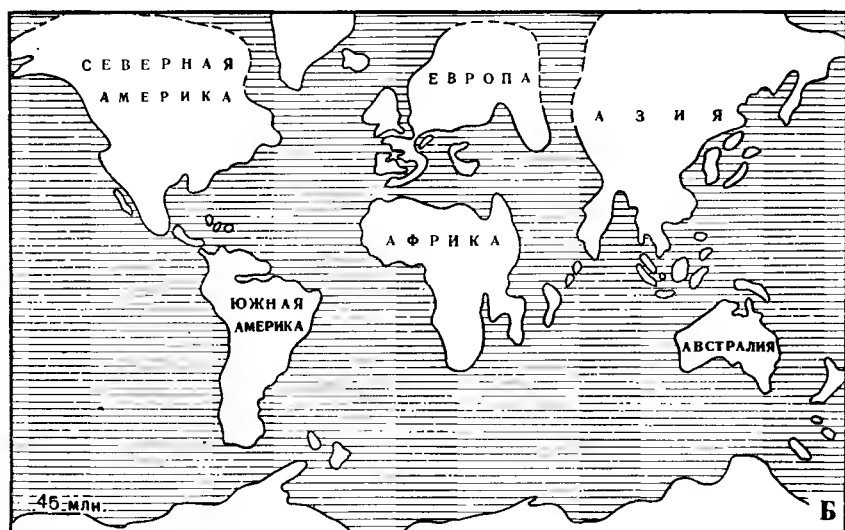 СЕВЕРНАЯ
АМЕРИКА
ЕВРОПА
АЗИЯ
АФРИКА
ЮЖНАЯ
АМЕРИКА
АВСТРАЛИЯ
45 млн.
Б